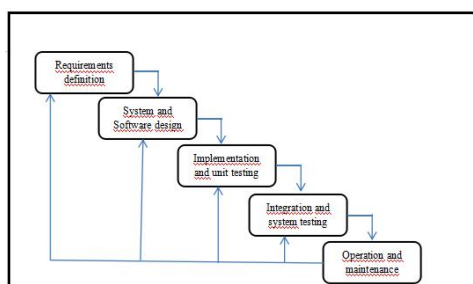 Requirements
definition
System and
Software design
Implementation
and unit testing
Integration and
system testing
Operation and
maintenance